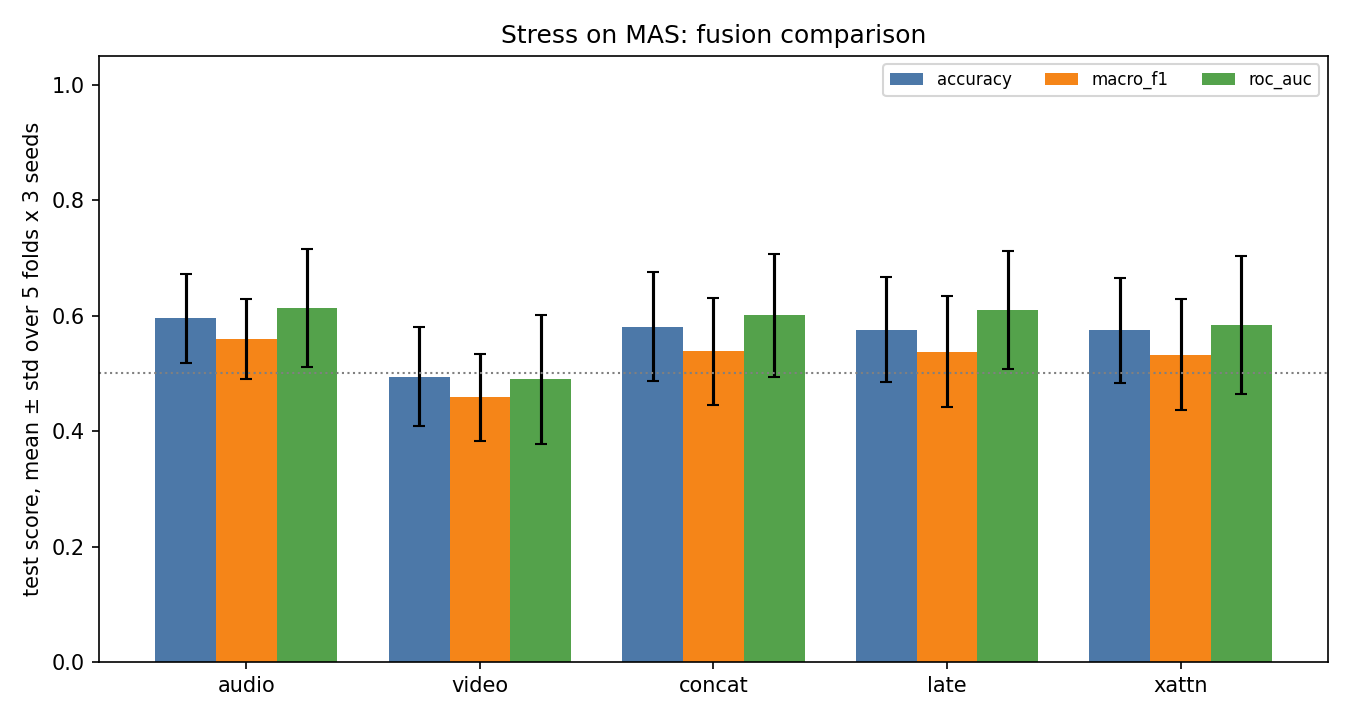 Stress on MAS: fusion comparison
accuracy macro_f1 roc_auc
test score, mean ± std over 5 folds x 3 seeds
1.0
0.8
0.6
0.4
0.2
0.0
audio video concat late xattn